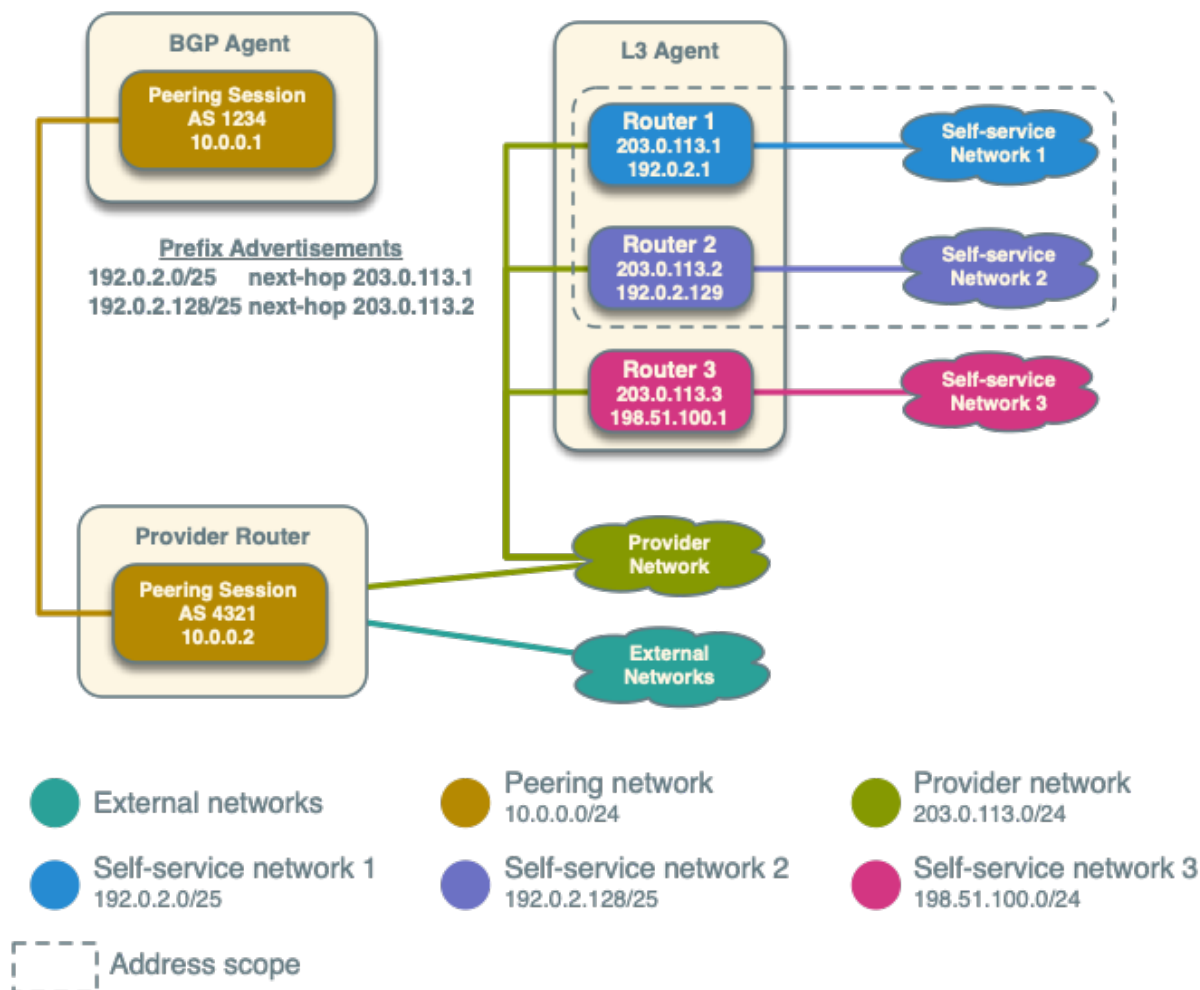 BGP Agent
Peering Session
AS 1234
10.0.0.1
Prefix Advertisements
192.0.2.0/25 next-hop 203.0.113.1
192.0.2.128/25 next-hop 203.0.113.2
L3 Agent
Router 1
203.0.113.1
192.0.2.1
Self-service
Network 1
Router 2
203.0.113.2
192.0.2.129
Self-service
Network 2
Router 3
203.0.113.3
198.51.100.1
Self-service
Network 3
Provider Router
Peering Session
AS 4321
10.0.0.2
Provider
Network
External
Networks
External networks
Peering network
10.0.0.0/24
Provider network
203.0.113.0/24
Self-service network 1
192.0.2.0/25
Self-service network 2
192.0.2.128/25
Self-service network 3
198.51.100.0/24
Address scope